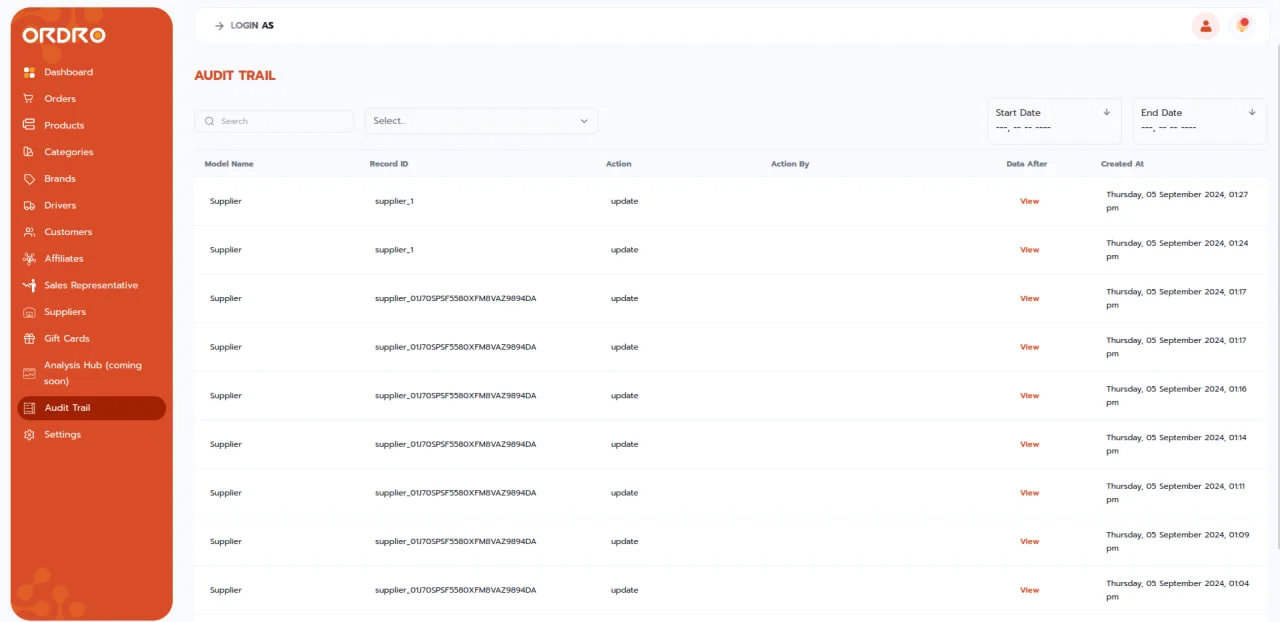 ORDRO
Dashboard
Orders
Products
Categories
Brands
Drivers
Customers
Affiliates
Sales Representative
Suppliers
Gift Cards
Analysis Hub (coming
soon)
Audit Trail
Settings
LOGIN AS
AUDIT TRAIL
Search
Select...
Start Date
---, -- -- ----
End Date
---, -- -- ----
Model Name Record ID Action Action By Data After Created At
Supplier supplier_1 update View Thursday, 05 September 2024, 01:27
pm
Supplier supplier_1 update View Thursday, 05 September 2024, 01:24
pm
Supplier supplier_01J70SPSF5580XFM8VAZ9894DA update View Thursday, 05 September 2024, 01:17
pm
Supplier supplier_01J70SPSF5580XFM8VAZ9894DA update View Thursday, 05 September 2024, 01:17
pm
Supplier supplier_01J70SPSF5580XFM8VAZ9894DA update View Thursday, 05 September 2024, 01:16
pm
Supplier supplier_01J70SPSF5580XFM8VAZ9894DA update View Thursday, 05 September 2024, 01:14
pm
Supplier supplier_01J70SPSF5580XFM8VAZ9894DA update View Thursday, 05 September 2024, 01:11
pm
Supplier supplier_01J70SPSF5580XFM8VAZ9894DA update View Thursday, 05 September 2024, 01:09
pm
Supplier supplier_01J70SPSF5580XFM8VAZ9894DA update View Thursday, 05 September 2024, 01:04
pm